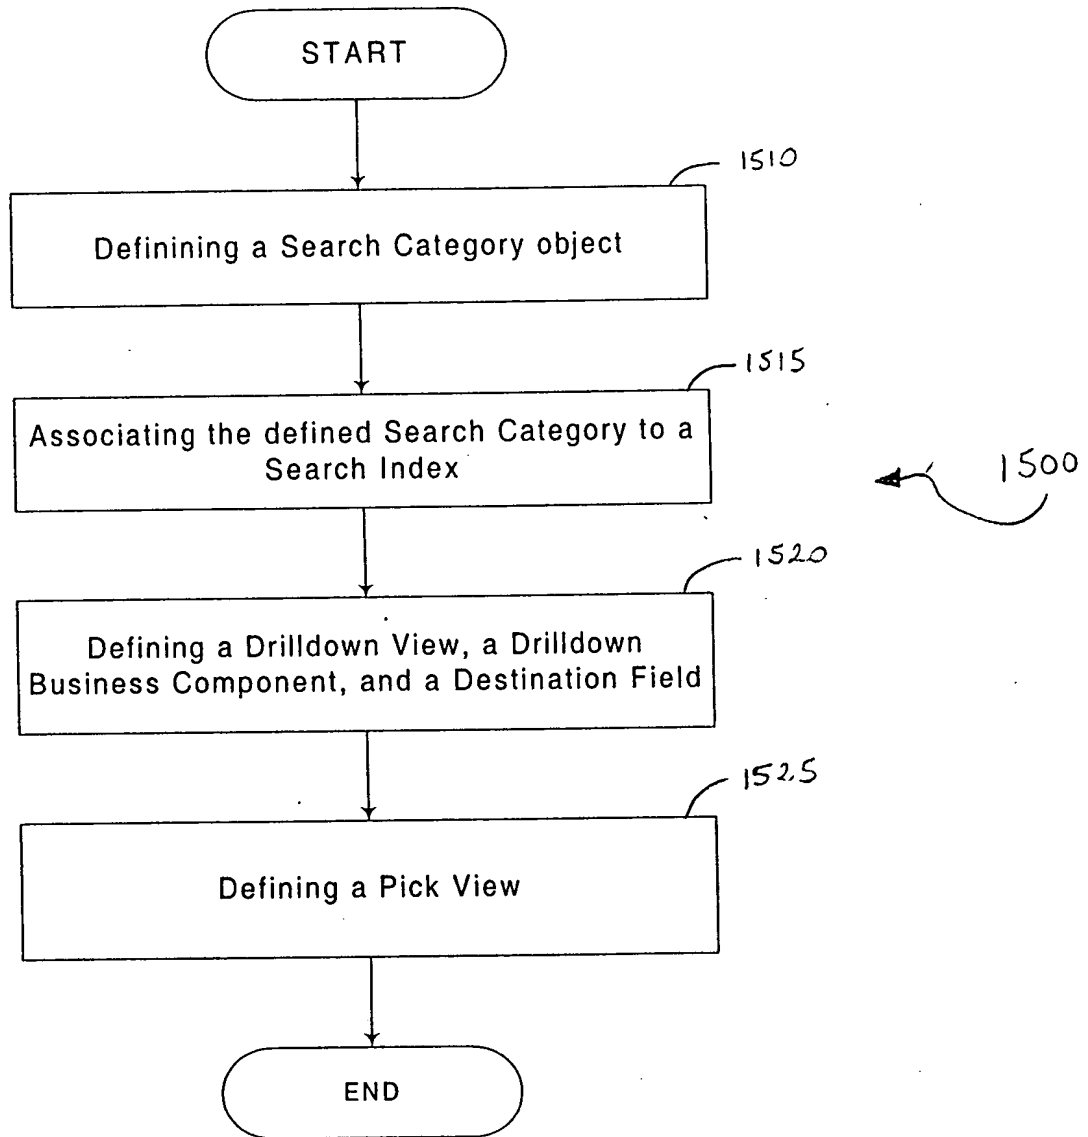 START
1510
Definining a Search Category object
1515
Associating the defined Search Category to a
Search Index
1500
1520
Defining a Drilldown View, a Drilldown
Business Component, and a Destination Field
1525
Defining a Pick View
END